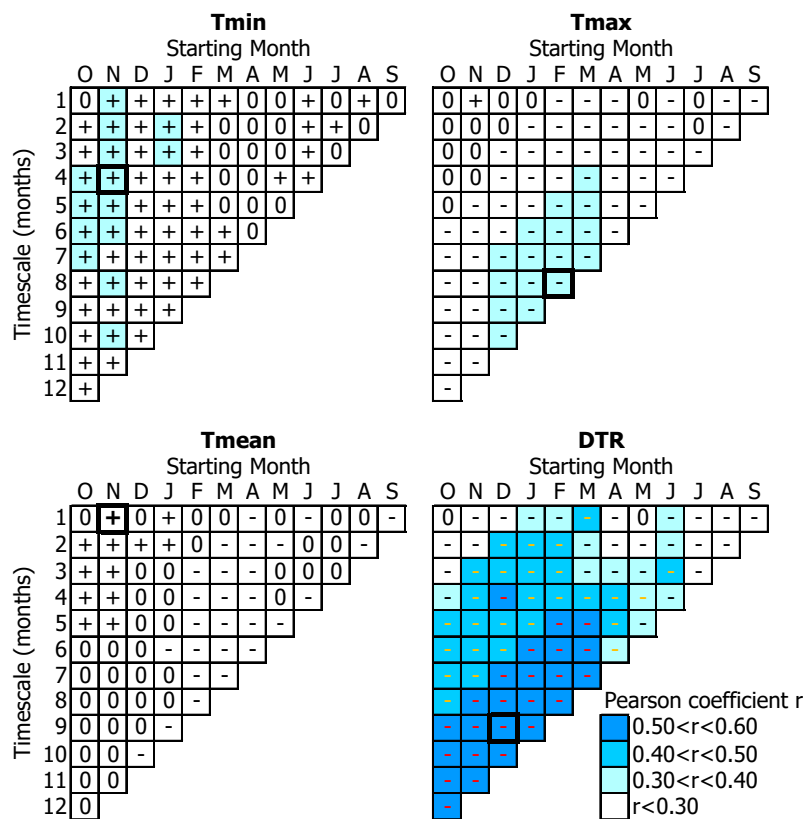 Tmin
Starting Month
O N D J F M A M J J A S
Timescale (months)
1 0 + + + + + 0 0 + 0 + 0
2 + + + + + 0 0 0 + + 0
3 + + + + + 0 0 0 + 0
4 + + + + + 0 0 + +
5 + + + + + 0 0 0
6 + + + + + + 0
7 + + + + + +
8 + + + + +
9 + + + +
10 + + +
11 + +
12 +
Tmax
Starting Month
O N D J F M A M J J A S
0 + 0 0 - - - 0 - 0 - -
0 0 0 - - - - - - 0 -
0 0 - - - - - - - -
0 0 - - - - - - -
0 - - - - - - -
- - - - - - -
- - - - - -
- - - - -
- - - -
- - -
- -
-
Tmean
Starting Month
O N D J F M A M J J A S
Timescale (months)
1 0 + 0 + 0 0 - 0 - 0 0 -
2 + + + + 0 - - - 0 0 -
3 + + 0 0 - - - 0 0 0
4 + + 0 0 - - - 0 -
5 + + 0 0 - - - -
6 0 0 0 - - - -
7 0 0 0 0 - -
8 0 0 0 0 -
9 0 0 0 -
10 0 0 -
11 0 0
12 0
DTR
Starting Month
O N D J F M A M J J A S
0 - - - - - - 0 - - - -
- - - - - - - - - - -
- - - - - - - - - -
- - - - - - - - -
- - - - - - - -
- - - - - - -
- - - - - -
- - - - -
- - - -
- - -
- -
-
Pearson coefficient r
0.50<r<0.60
0.40<r<0.50
0.30<r<0.40
r<0.30